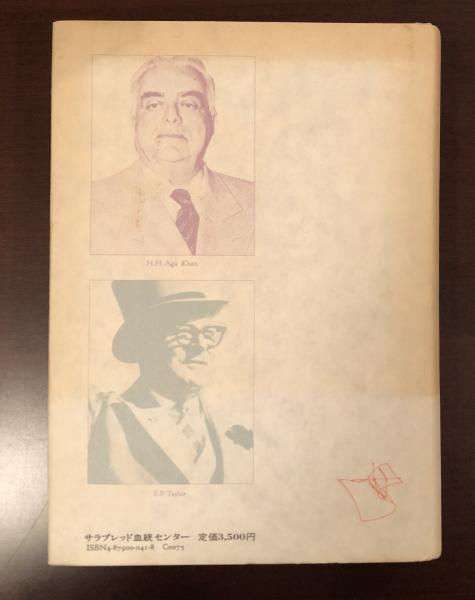 H.H. Aga Khan
E.P. Taylor
サラブレッド血統センター 定価3,500円
ISBN4-87900-041-8 C0075